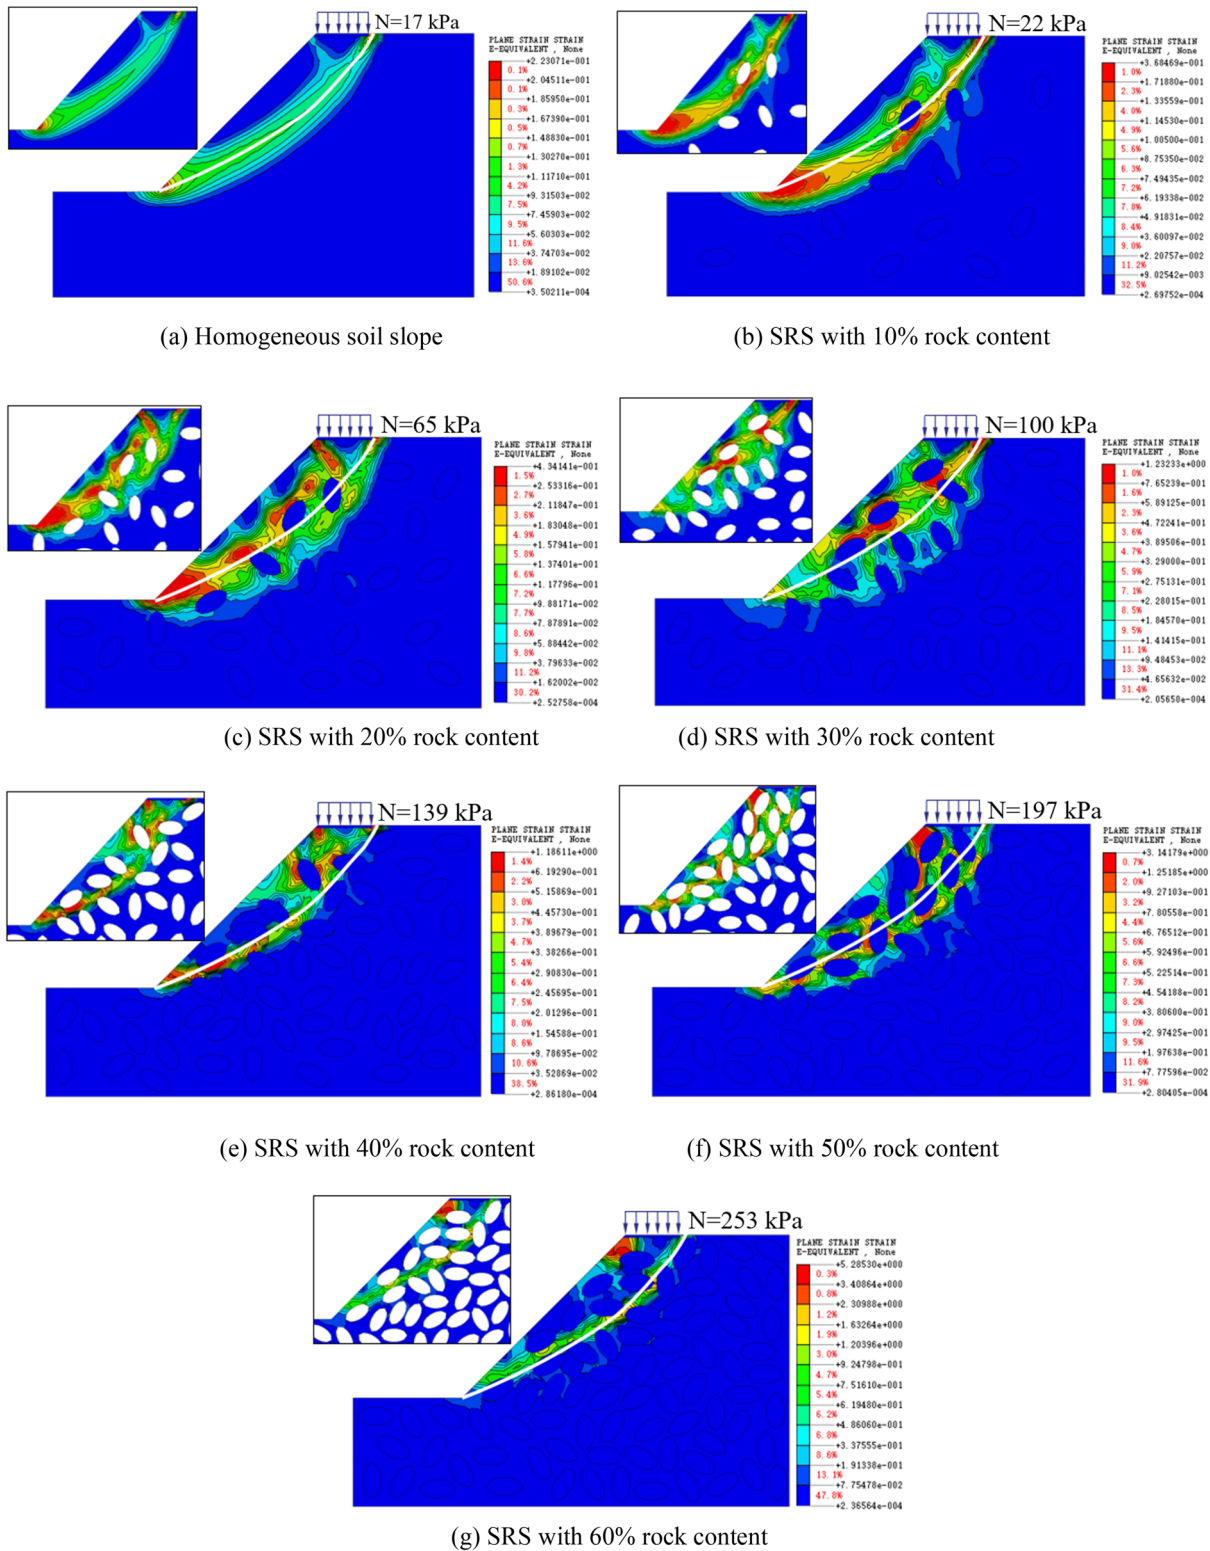 N=17 kPa
PLANE STRAIN STRAIN
E-EQUIVALENT , None
+2.23071e-001
0.1%
+2.04511e-001
0.1%
+1.85950e-001
0.3%
+1.67390e-001
0.5%
+1.48830e-001
0.7%
+1.30270e-001
1.3%
+1.11710e-001
4.2%
+9.31503e-002
7.5%
+7.45903e-002
9.5%
+5.60303e-002
11.6%
+3.74703e-002
13.6%
+1.89102e-002
50.6%
+3.50211e-004
(a) Homogeneous soil slope
N=22 kPa
PLANE STRAIN STRAIN
E-EQUIVALENT , None
+3.68469e-001
1.0%
+1.71880e-001
2.3%
+1.33559e-001
4.0%
+1.14530e-001
4.9%
+1.00500e-001
5.6%
+8.75350e-002
6.3%
+7.49435e-002
7.2%
+6.19338e-002
7.8%
+4.91831e-002
8.4%
+3.60097e-002
9.0%
+2.20757e-002
11.2%
+9.02542e-003
32.5%
+2.69752e-004
(b) SRS with 10% rock content
N=65 kPa
PLANE STRAIN STRAIN
E-EQUIVALENT , None
+4.34141e-001
1.5%
+2.53316e-001
2.7%
+2.11847e-001
3.6%
+1.83048e-001
4.9%
+1.57941e-001
5.8%
+1.37401e-001
6.6%
+1.17796e-001
7.2%
+9.88171e-002
7.7%
+7.87891e-002
8.6%
+5.88442e-002
9.8%
+3.79633e-002
11.2%
+1.62002e-002
30.2%
+2.52758e-004
(c) SRS with 20% rock content
N=100 kPa
PLANE STRAIN STRAIN
E-EQUIVALENT , None
+1.23233e+000
1.0%
+7.65239e-001
1.6%
+5.89125e-001
2.3%
+4.72241e-001
3.6%
+3.89506e-001
4.7%
+3.29000e-001
5.9%
+2.75131e-001
7.1%
+2.28015e-001
8.5%
+1.84570e-001
9.5%
+1.41415e-001
11.1%
+9.48453e-002
13.3%
+4.65632e-002
31.4%
+2.05650e-004
(d) SRS with 30% rock content
N=139 kPa
PLANE STRAIN STRAIN
E-EQUIVALENT , None
+1.18611e+000
1.4%
+6.19290e-001
2.2%
+5.15869e-001
3.0%
+4.45730e-001
3.7%
+3.89679e-001
4.7%
+3.38266e-001
5.4%
+2.90830e-001
6.4%
+2.45695e-001
7.5%
+2.01296e-001
8.0%
+1.54588e-001
8.6%
+9.78695e-002
10.6%
+3.52869e-002
38.5%
+2.86180e-004
(e) SRS with 40% rock content
N=197 kPa
PLANE STRAIN STRAIN
E-EQUIVALENT , None
+3.14179e+000
0.7%
+1.25185e+000
2.0%
+9.27103e-001
3.2%
+7.80558e-001
4.4%
+6.76512e-001
5.6%
+5.92496e-001
6.6%
+5.22514e-001
7.3%
+4.54188e-001
8.2%
+3.80600e-001
9.0%
+2.97425e-001
9.5%
+1.97638e-001
11.6%
+7.77596e-002
31.9%
+2.80405e-004
(f) SRS with 50% rock content
N=253 kPa
PLANE STRAIN STRAIN
E-EQUIVALENT , None
+5.28530e+000
0.3%
+3.40864e+000
0.8%
+2.30988e+000
1.2%
+1.63264e+000
1.9%
+1.20396e+000
3.0%
+9.24798e-001
4.7%
+7.51610e-001
5.4%
+6.19480e-001
6.2%
+4.86060e-001
6.8%
+3.37555e-001
8.6%
+1.91338e-001
13.1%
+7.75478e-002
47.8%
+2.36564e-004
(g) SRS with 60% rock content